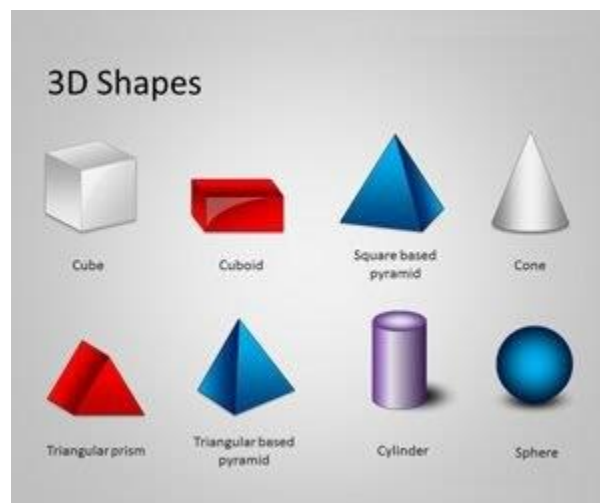 3D Shapes
Cube
Cuboid
Square based
pyramid
Cone
Triangular prism
Triangular based
pyramid
Cylinder
Sphere